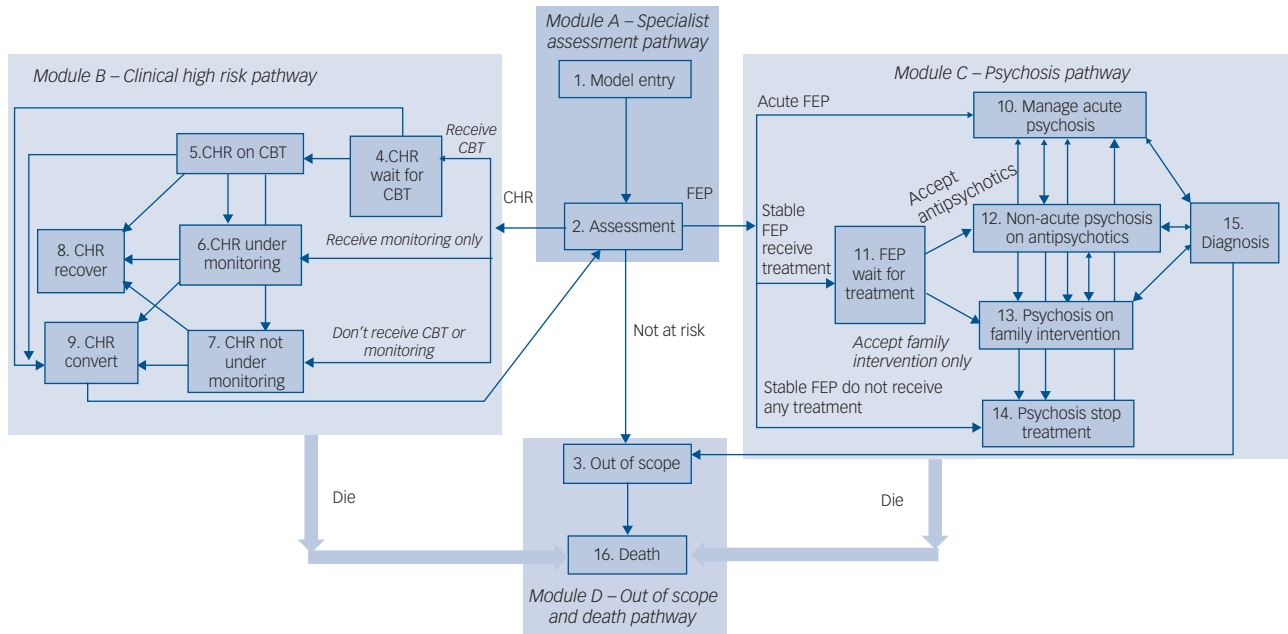 Module A – Specialist
assessment pathway
1. Model entry
2. Assessment
CHR
FEP
Not at risk
Module B – Clinical high risk pathway
Receive
CBT
4.CHR
wait for
CBT
5.CHR on CBT
Receive monitoring only
6.CHR under
monitoring
8. CHR
recover
Don’t receive CBT or
monitoring
7. CHR not
under
monitoring
9. CHR
convert
Module C – Psychosis pathway
Acute FEP
10. Manage acute
psychosis
Accept
antipsychotics
Stable
FEP
receive
treatment
11. FEP
wait for
treatment
12. Non-acute psychosis
on antipsychotics
15.
Diagnosis
13. Psychosis on
family intervention
Accept family
intervention only
Stable FEP do not receive
any treatment
14. Psychosis stop
treatment
3. Out of scope
Die
Die
16. Death
Module D – Out of scope
and death pathway